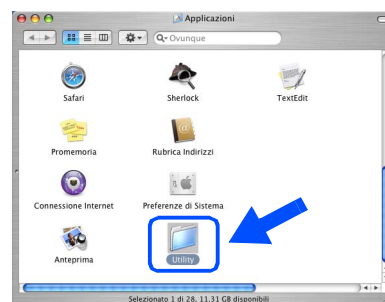 Applicazioni
Ovunque
Safari
Sherlock
TextEdit
Promemoria
Rubrica Indirizzi
Connessione Internet
Preferenze di Sistema
Anteprima
Utility
Selezionato 1 di 28, 11,31 GB disponibili